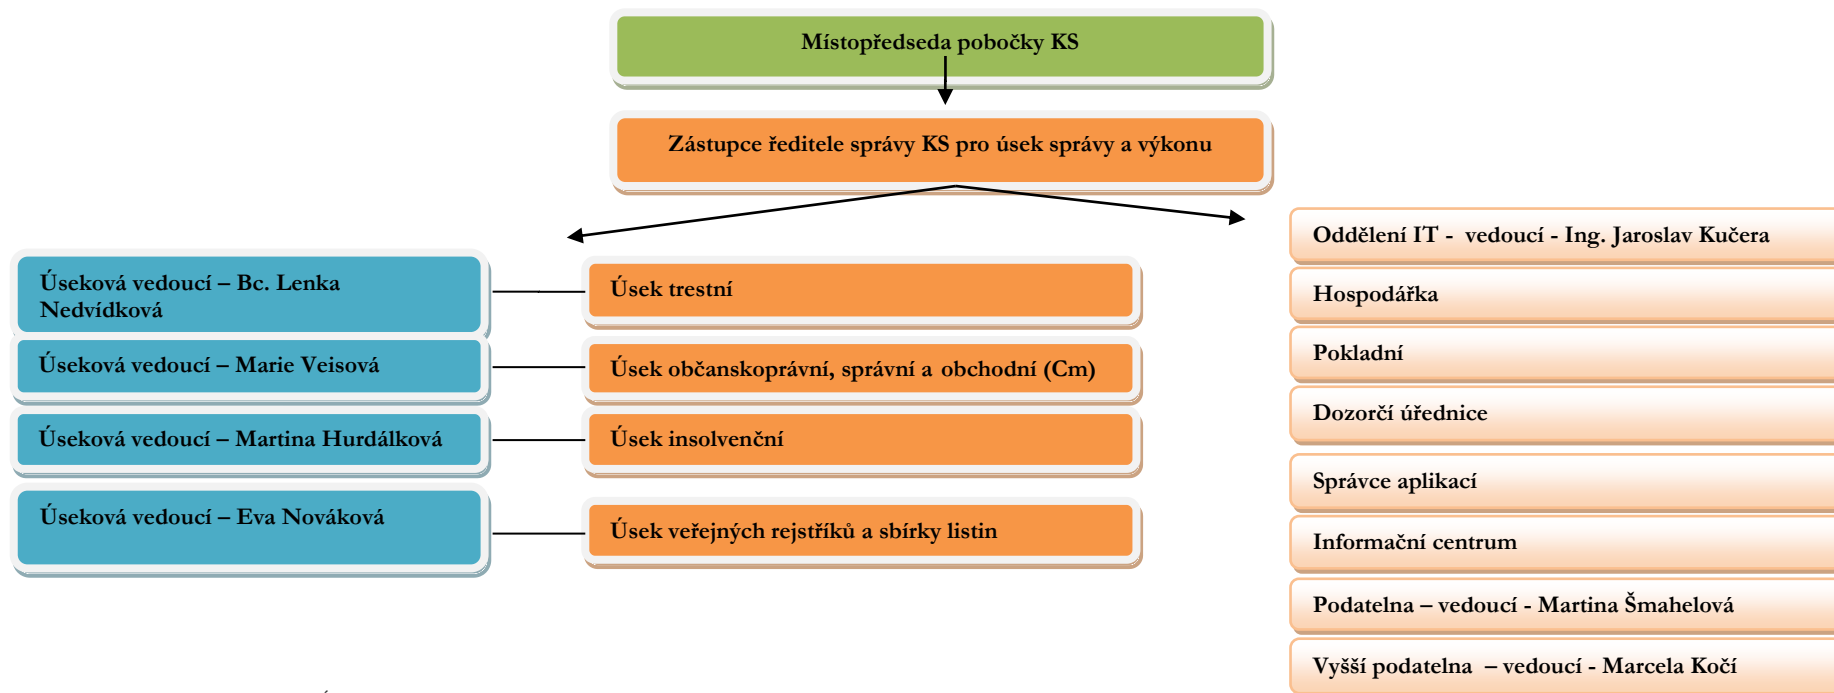 Místopředseda pobočky KS
Zástupce ředitele správy KS pro úsek správy a výkonu
Úseková vedoucí – Bc. Lenka
Nedvídková
Úsek trestní
Úseková vedoucí – Marie Veisová
Úsek občanskoprávní, správní a obchodní (Cm)
Úseková vedoucí – Martina Hurdálková
Úsek insolvenční
Úseková vedoucí – Eva Nováková
Úsek veřejných rejstříků a sbírky listin
Oddělení IT - vedoucí - Ing. Jaroslav Kučera
Hospodářka
Pokladní
Dozorčí úřednice
Správce aplikací
Informační centrum
Podatelna – vedoucí - Martina Šmahelová
Vyšší podatelna – vedoucí - Marcela Kočí